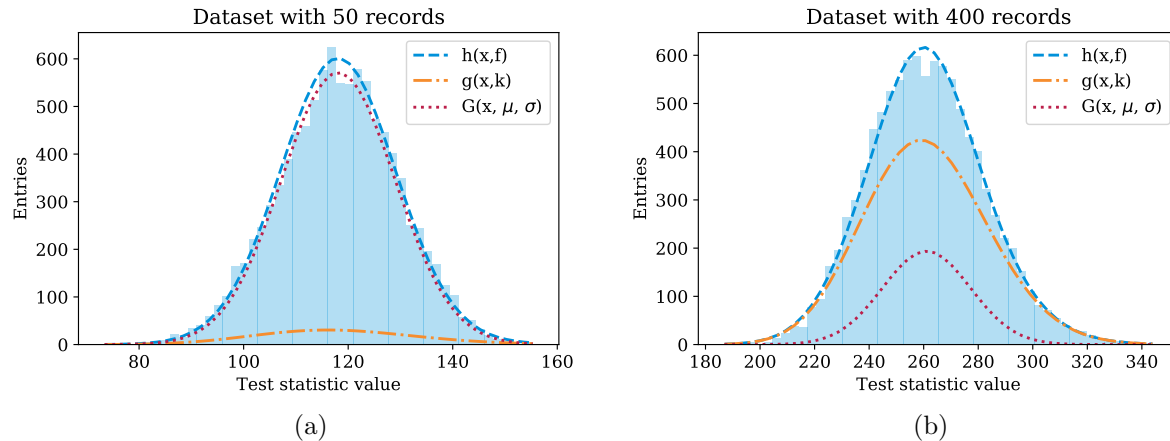 Dataset with 50 records
600
500
400
300
200
100
0
Entries
80
100
120
140
160
Test statistic value
h(x,f)
g(x,k)
G(x, μ, σ)
(a)
Dataset with 400 records
600
500
400
300
200
100
0
Entries
180
200
220
240
260
280
300
320
340
Test statistic value
h(x,f)
g(x,k)
G(x, μ, σ)
(b)